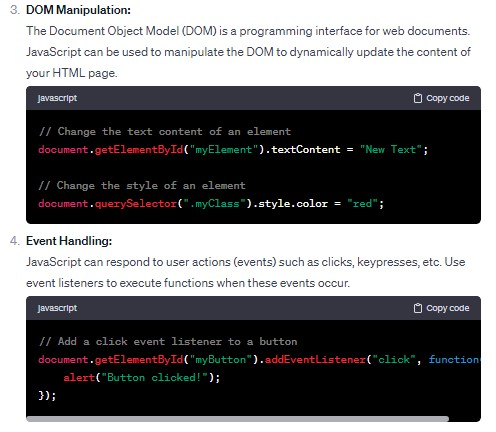 3. DOM Manipulation:
The Document Object Model (DOM) is a programming interface for web documents.
JavaScript can be used to manipulate the DOM to dynamically update the content of
your HTML page.
javascript Copy code
// Change the text content of an element
document.getElementById("myElement").textContent = "New Text";
// Change the style of an element
document.querySelector(".myClass").style.color = "red";
4. Event Handling:
JavaScript can respond to user actions (events) such as clicks, keypresses, etc. Use
event listeners to execute functions when these events occur.
javascript Copy code
// Add a click event listener to a button
document.getElementById("myButton").addEventListener("click", function
alert("Button clicked!");
});